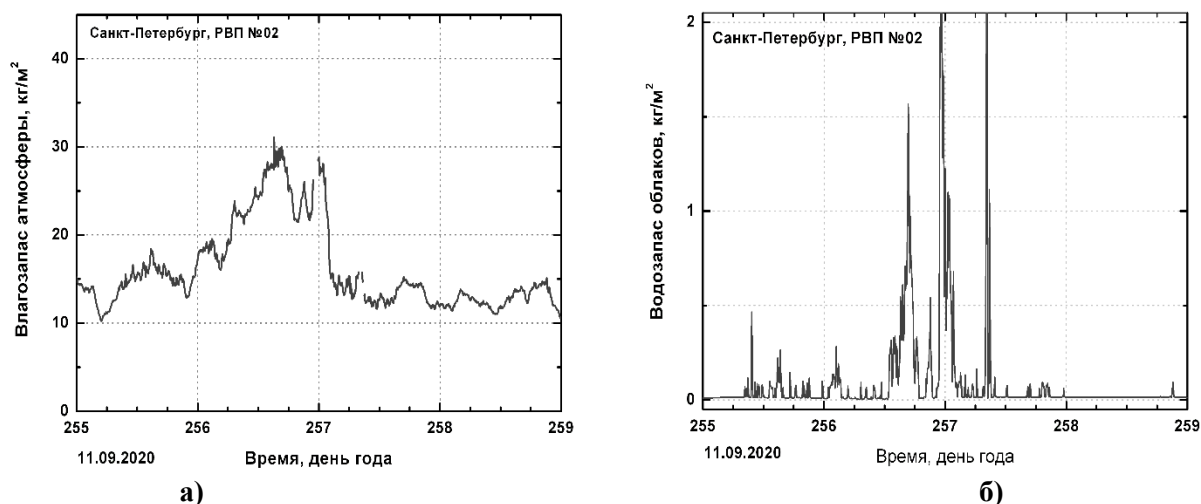 Санкт-Петербург, РВП №02
Влагозапас атмосферы, кг/м²
40
30
20
10
0
255
256
257
258
259
11.09.2020
Время, день года
а)
Санкт-Петербург, РВП №02
Водозапас облаков, кг/м²
2
1
0
255
256
257
258
259
11.09.2020
Время, день года
б)